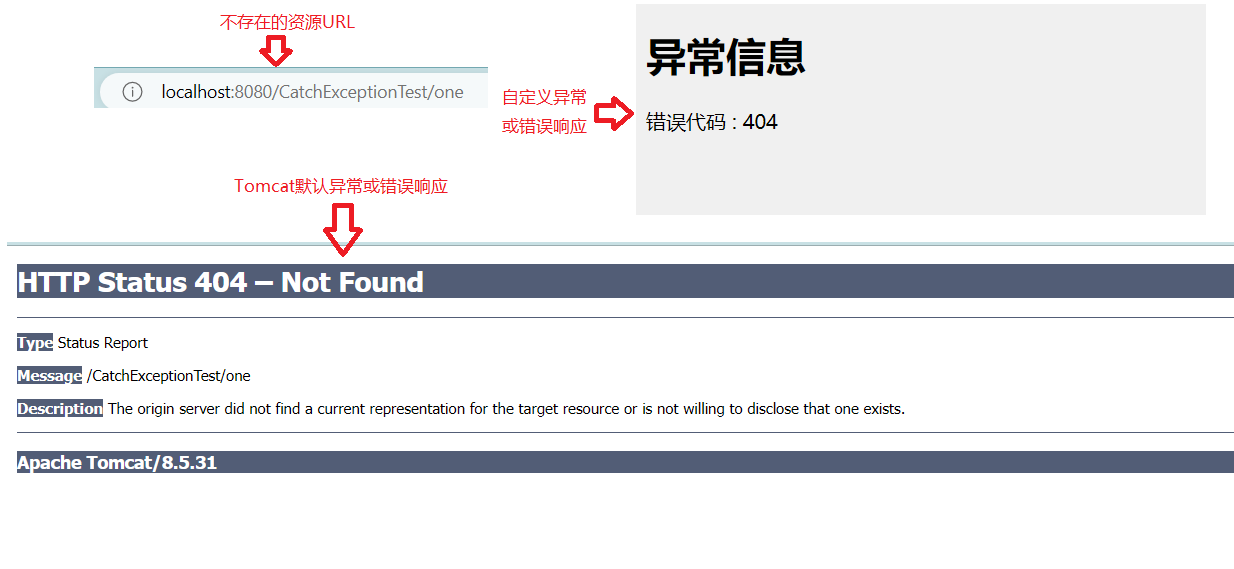 不存在的资源URL
localhost:8080/CatchExceptionTest/one
自定义异常
或错误响应
异常信息
错误代码 : 404
Tomcat默认异常或错误响应
HTTP Status 404 – Not Found
Type Status Report
Message /CatchExceptionTest/one
Description The origin server did not find a current representation for the target resource or is not willing to disclose that one exists.
Apache Tomcat/8.5.31